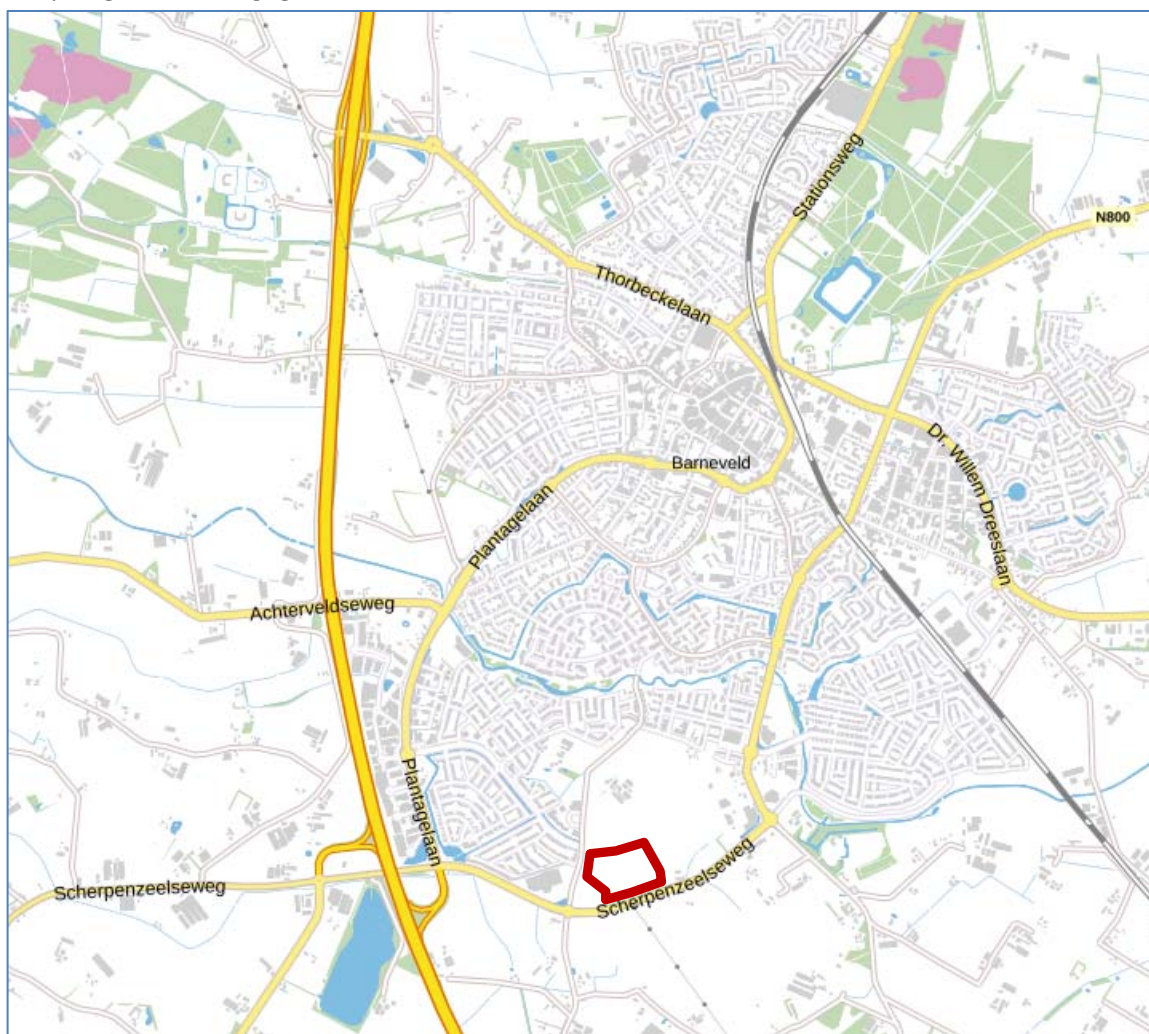 Stationsweg
N800
Thorbeckelaan
Barneveld
Dr. Willem Dreeslaan
Plantagelaan
Achterveldseweg
Plantagelaan
Scherpenzeelseweg
Scherpenzeelseweg